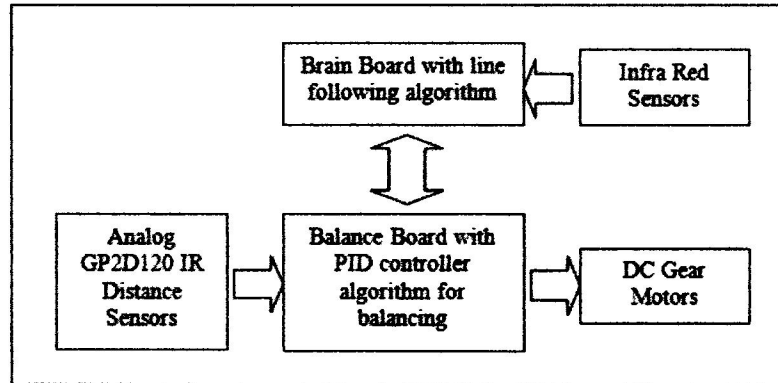 Brain Board with line
following algorithm
Infra Red
Sensors
Analog
GP2D120 IR
Distance
Sensors
Balance Board with
PID controller
algorithm for
balancing
DC Gear
Motors